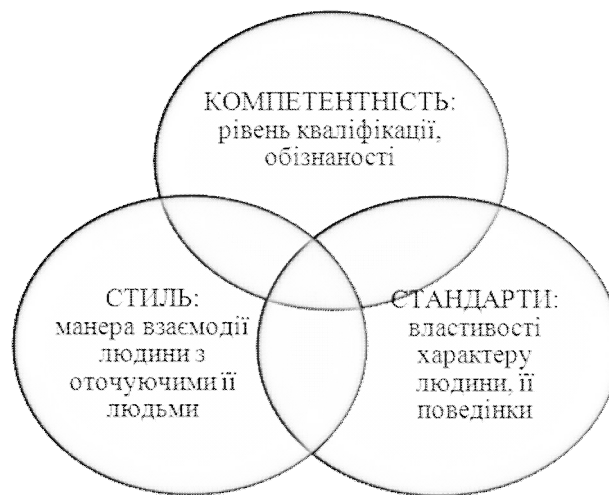 КОМПЕТЕНТНІСТЬ:
рівень кваліфікації,
обізнаності
СТИЛЬ:
манера взаємодії
людини з
оточуючими її
людьми
СТАНДАРТИ:
властивості
характеру
людини, її
поведінки